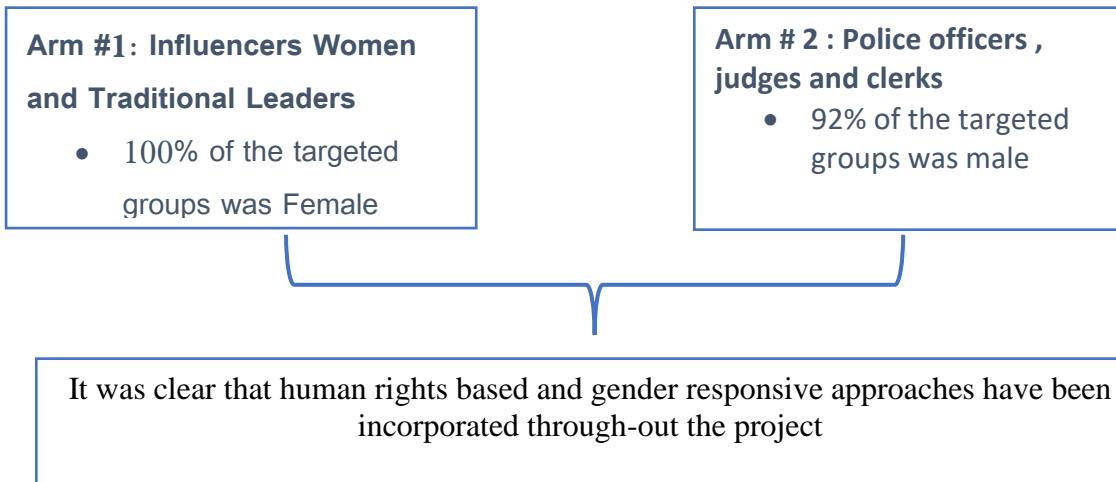 Arm #1: Influencers Women
and Traditional Leaders
• 100% of the targeted
groups was Female
Arm # 2 : Police officers ,
judges and clerks
• 92% of the targeted
groups was male
It was clear that human rights based and gender responsive approaches have been
incorporated through-out the project